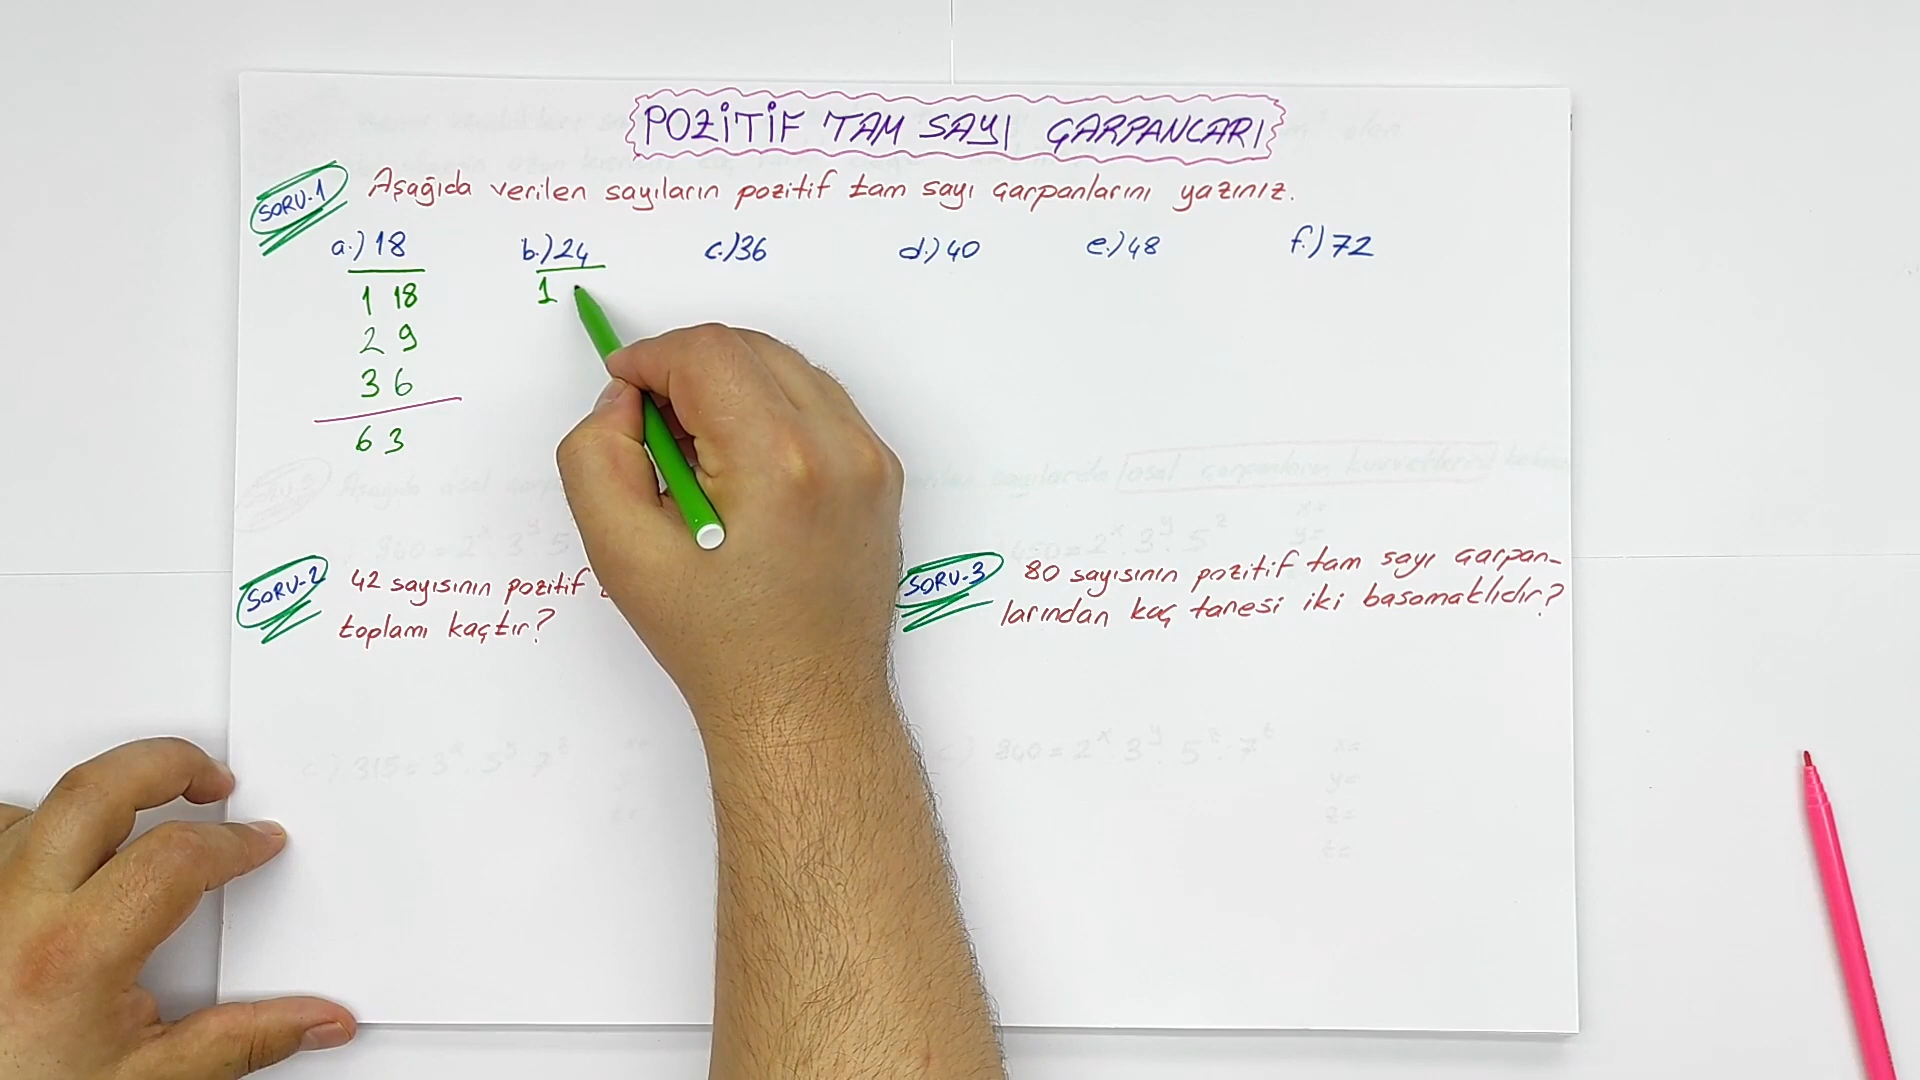 POZİTİF TAM SAYI ÇARPANLARI
SORU-1 Aşağıda verilen sayıların pozitif tam sayı çarpanlarını yazınız.
a.) 18 b.) 24 c.) 36 d.) 40 e.) 48 f.) 72
1 18 1
2 9
3 6
6 3
SORU-2 42 sayısının pozitif
toplamı kaçtır?
SORU-3 80 sayısının pozitif tam sayı çarpan-
larından kaç tanesi iki basamaklıdır?